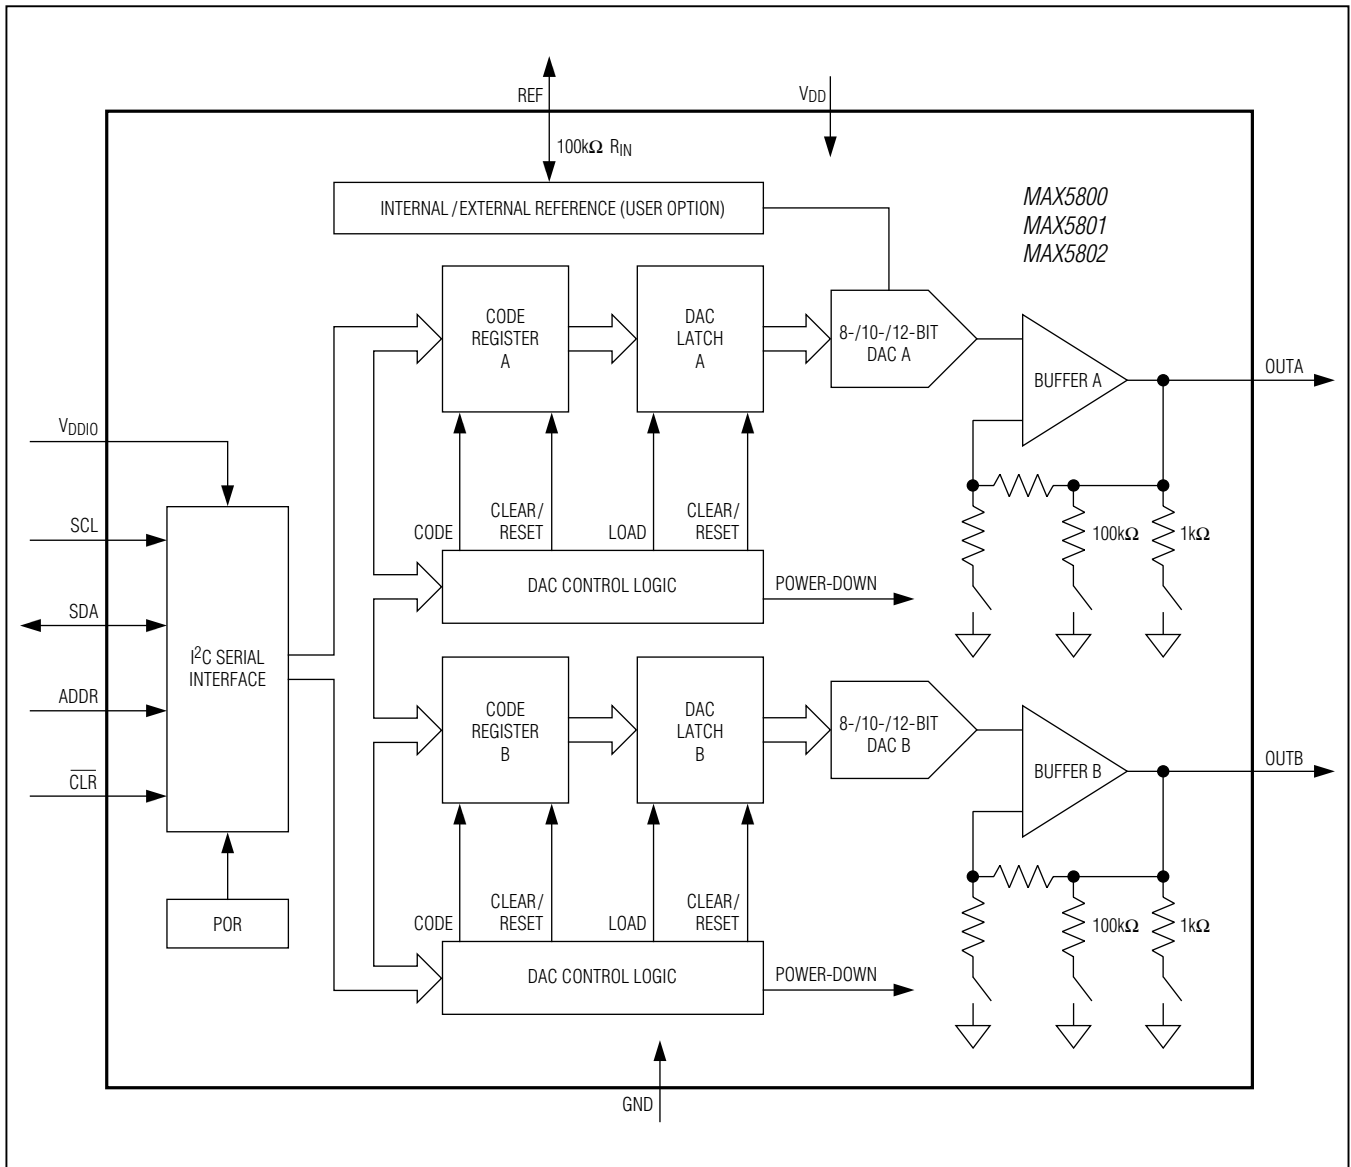 REF
VDD
100kΩ RIN
INTERNAL/EXTERNAL REFERENCE (USER OPTION)
MAX5800
MAX5801
MAX5802
CODE
REGISTER
A
DAC
LATCH
A
8-/10-/12-BIT
DAC A
BUFFER A
OUTA
VDDIO
SCL
SDA
ADDR
CLR
I2C SERIAL
INTERFACE
POR
CODE
CLEAR/
RESET
LOAD
CLEAR/
RESET
100kΩ
1kΩ
DAC CONTROL LOGIC
POWER-DOWN
CODE
REGISTER
B
DAC
LATCH
B
8-/10-/12-BIT
DAC B
BUFFER B
OUTB
CODE
CLEAR/
RESET
LOAD
CLEAR/
RESET
100kΩ
1kΩ
DAC CONTROL LOGIC
POWER-DOWN
GND